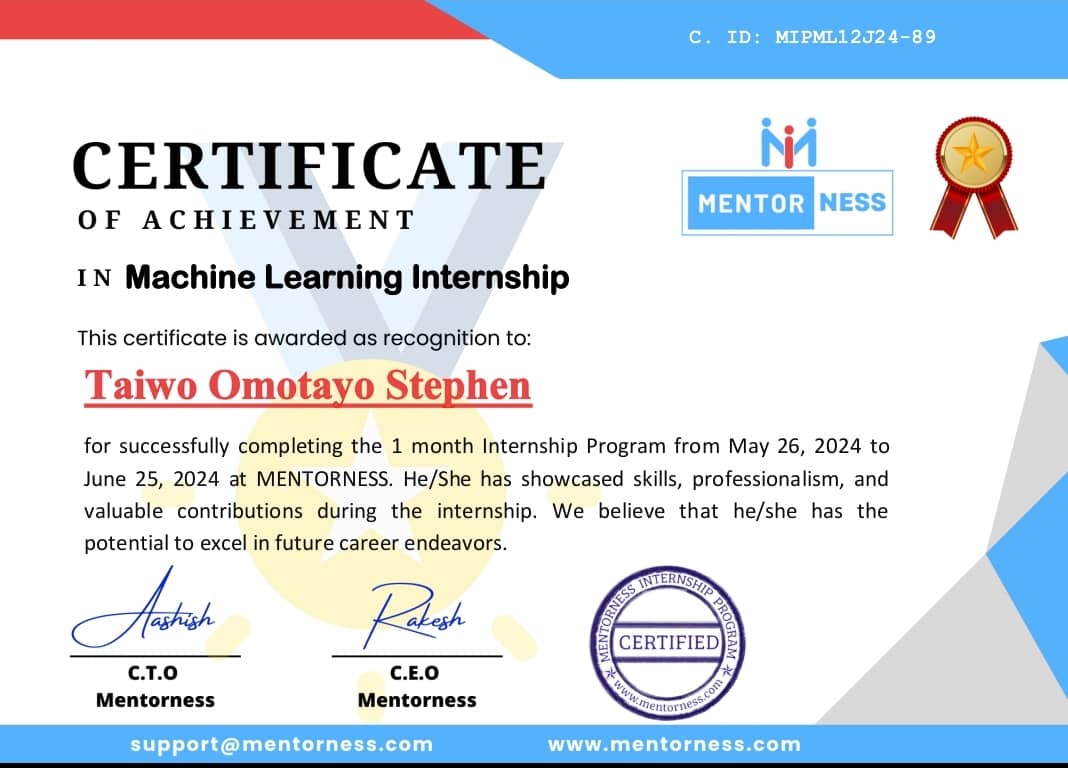 C. ID: MIPML12J24-89
MENTOR NESS
CERTIFICATE
OF ACHIEVEMENT
IN Machine Learning Internship
This certificate is awarded as recognition to:
Taiwo Omotayo Stephen
for successfully completing the 1 month Internship Program from May 26, 2024 to
June 25, 2024 at MENTORNESS. He/She has showcased skills, professionalism, and
valuable contributions during the internship. We believe that he/she has the
potential to excel in future career endeavors.
Aashish
C.T.O
Mentorness
Rakesh
C.E.O
Mentorness
MENTORNESS INTERNSHIP PROGRAM
CERTIFIED
www.mentorness.com
support@mentorness.com
www.mentorness.com